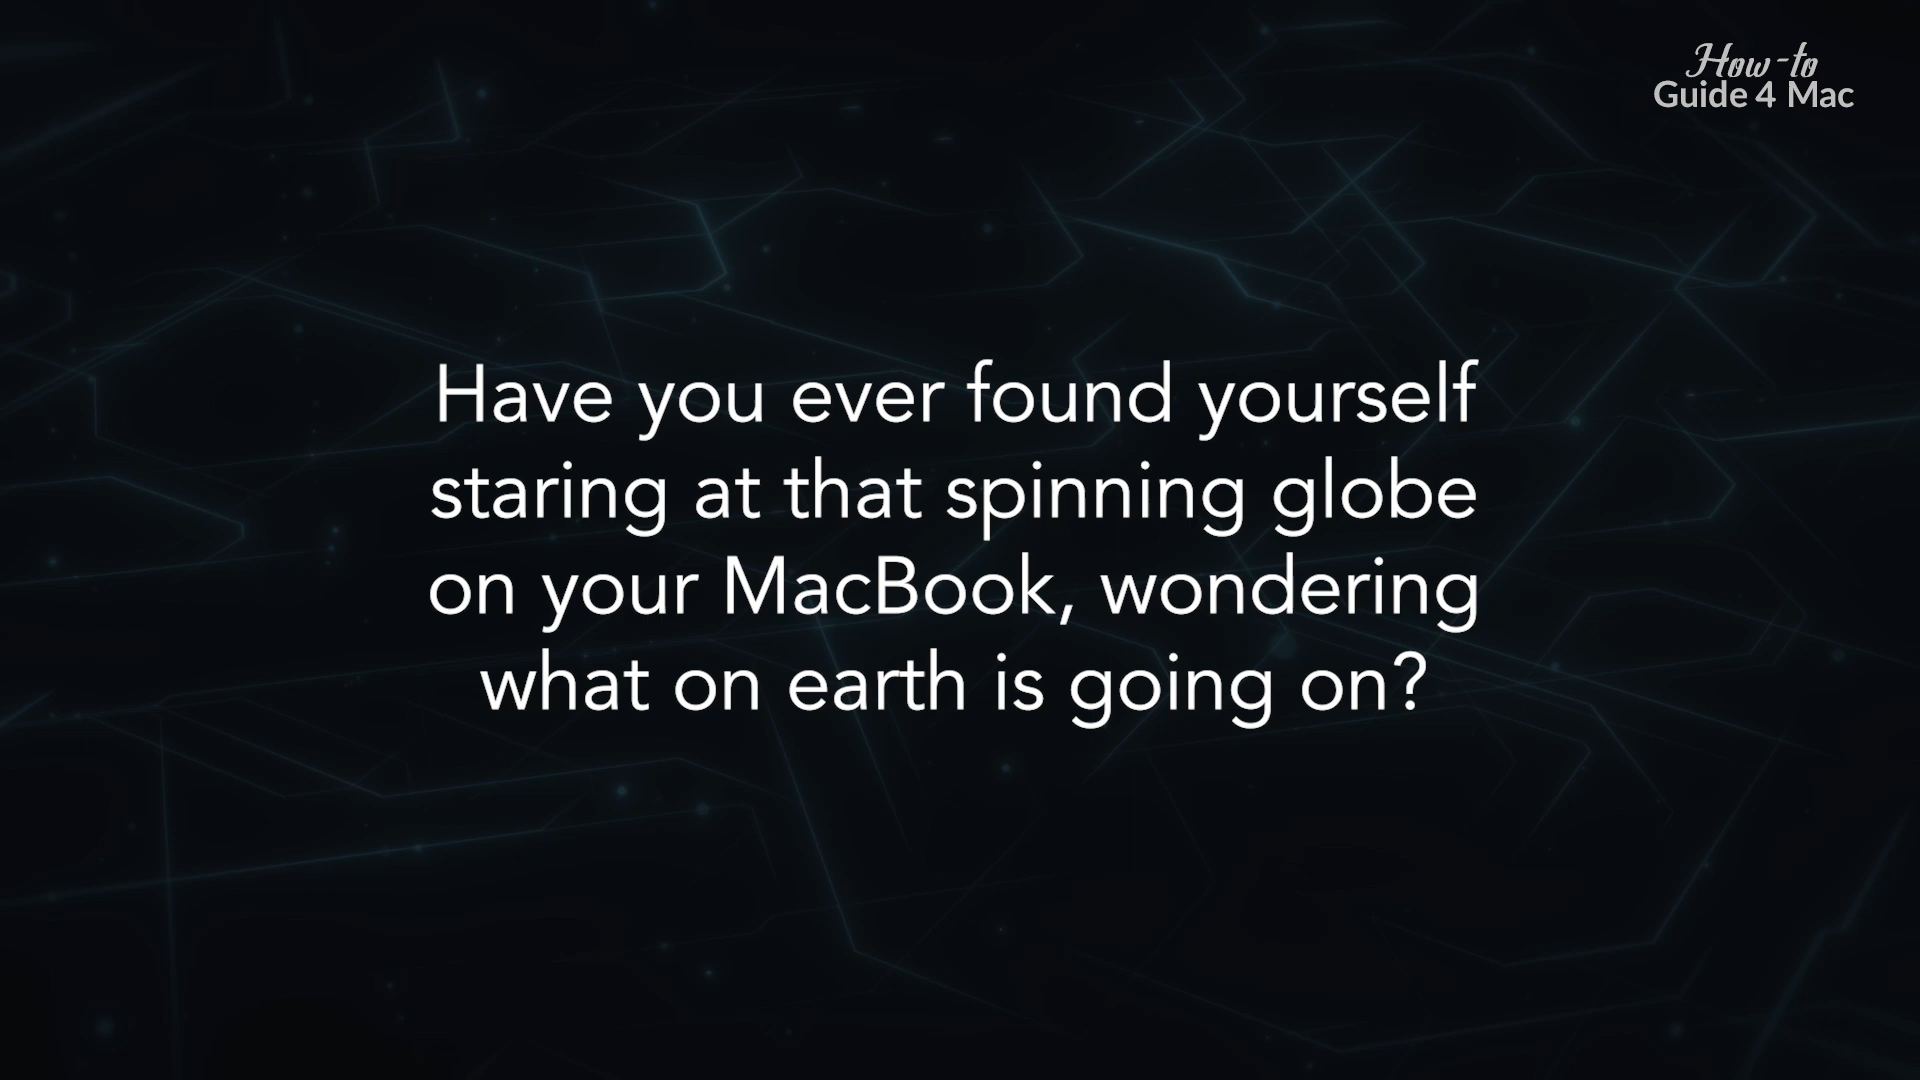 How-to
Guide 4 Mac
Have you ever found yourself
staring at that spinning globe
on your MacBook, wondering
what on earth is going on?